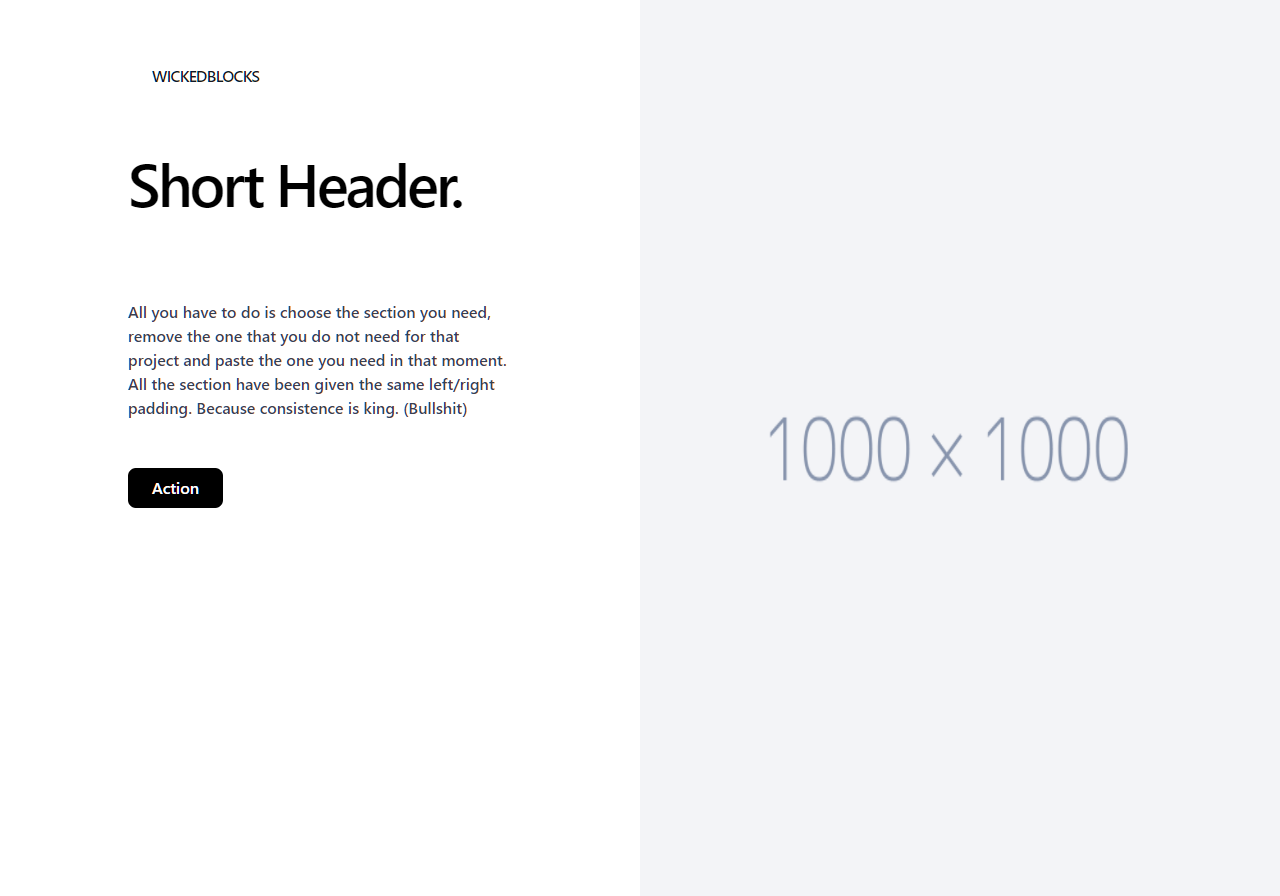 WICKEDBLOCKS
Short Header.
All you have to do is choose the section you need,
remove the one that you do not need for that
project and paste the one you need in that moment.
All the section have been given the same left/right
padding. Because consistence is king. (Bullshit)
Action
1000 x 1000